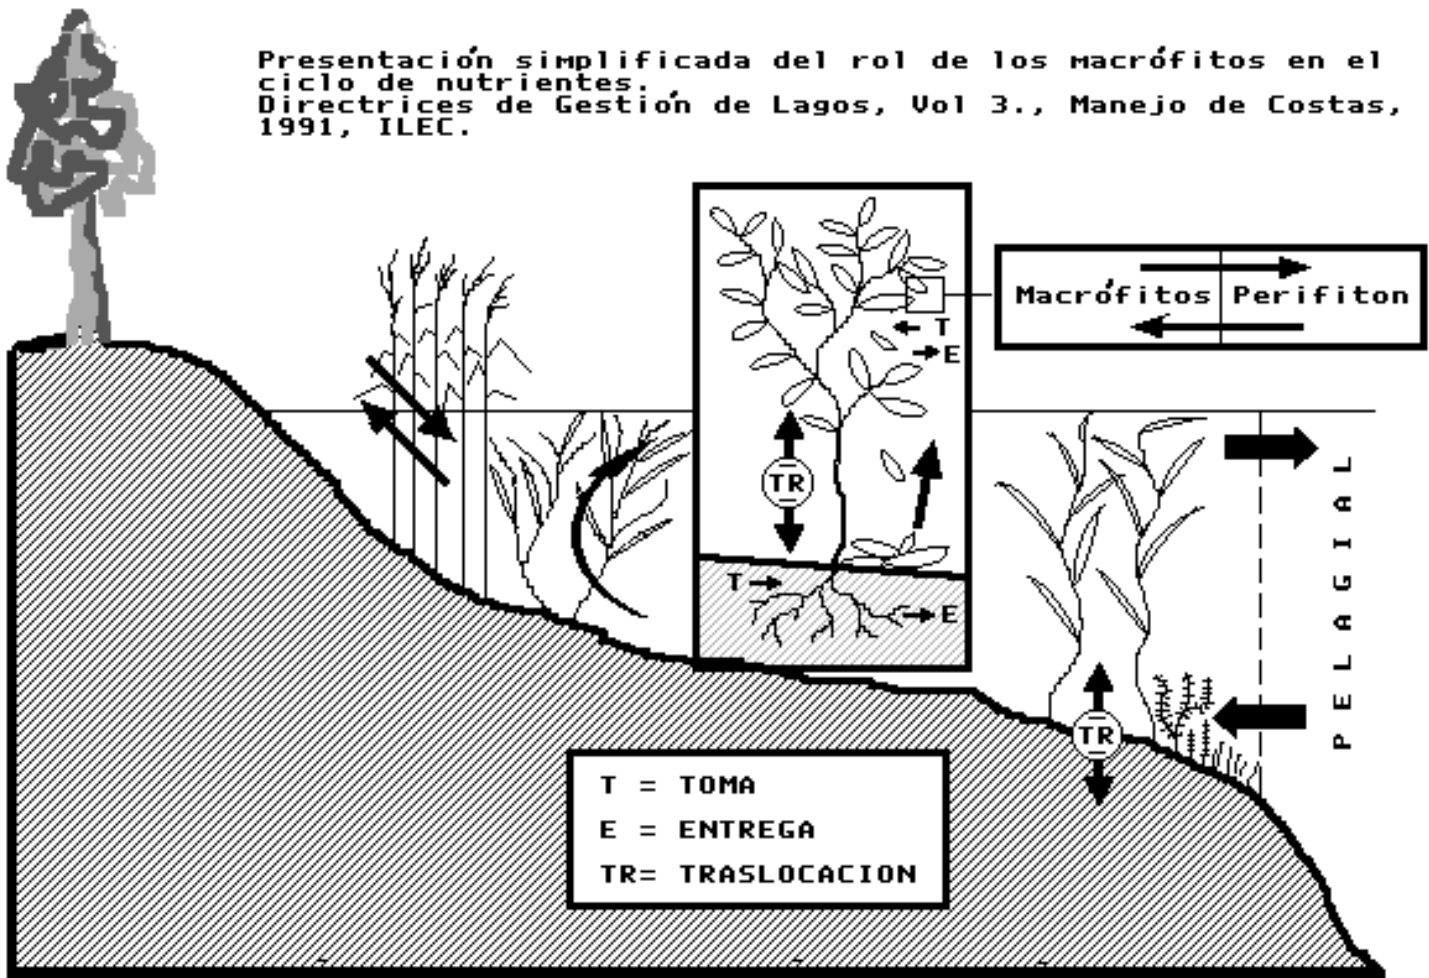 Presentación simplificada del rol de los macrófitos en el
ciclo de nutrientes.
Directrices de Gestión de Lagos, Vol 3., Manejo de Costas,
1991, ILEC.
Macrófitos Perifiton
T
E
TR
T
E
PELAGIAL
TR
T = TOMA
E = ENTREGA
TR= TRASLOCACION